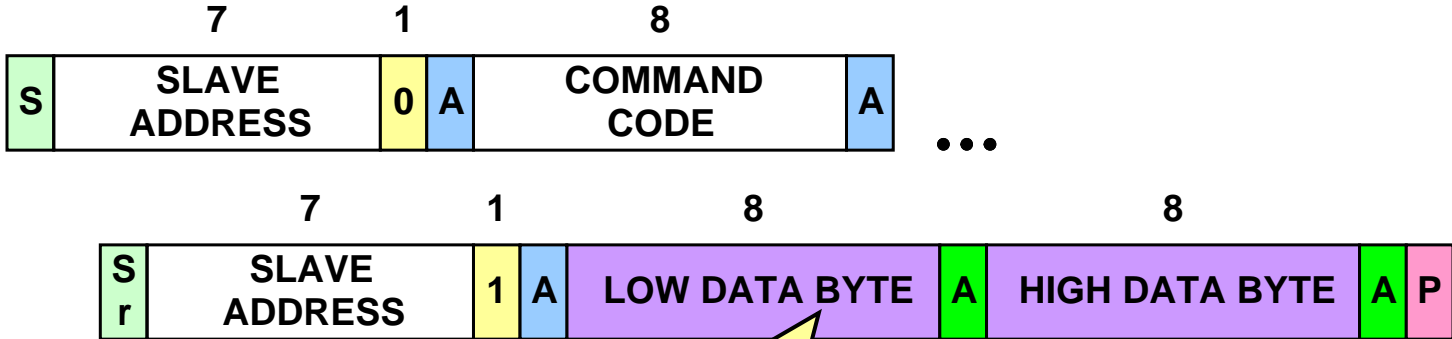 7 1 8
S SLAVE ADDRESS 0 A COMMAND CODE A
...
7 1 8 8
Sr SLAVE ADDRESS 1 A LOW DATA BYTE A HIGH DATA BYTE A P